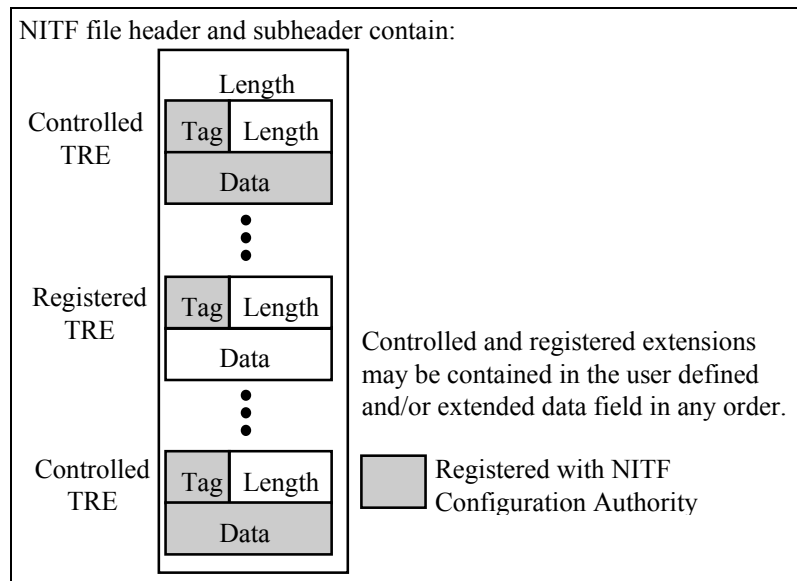 NITF file header and subheader contain:
Length
Controlled
TRE
Tag
Length
Data
Registered
TRE
Tag
Length
Data
Controlled and registered extensions
may be contained in the user defined
and/or extended data field in any order.
Controlled
TRE
Tag
Length
Data
Registered with NITF
Configuration Authority